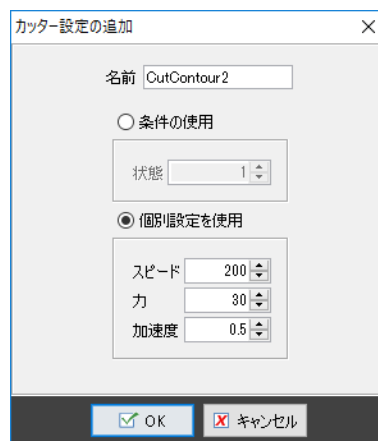 カッター設定の追加
名前 CutContour2
条件の使用
状態 1
個別設定を使用
スピード 200
力 30
加速度 0.5
OK キャンセル